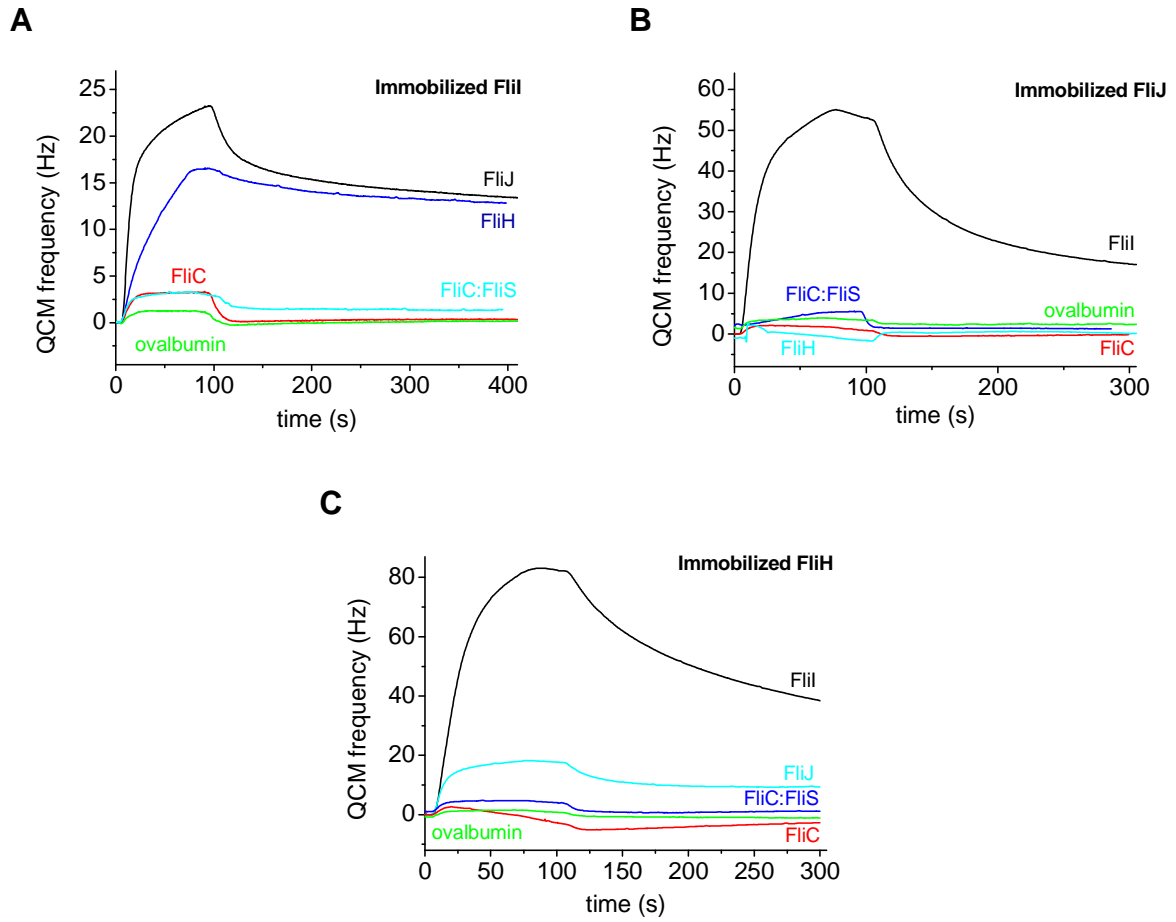 A
Immobilized FliI
QCM frequency (Hz)
25
20
15
10
5
0
FliJ
FliH
FliC
FliC:FliS
ovalbumin
0 100 200 300 400
time (s)
B
Immobilized FliJ
QCM frequency (Hz)
60
50
40
30
20
10
0
FliI
FliC:FliS
ovalbumin
FliH
FliC
0 100 200 300
time (s)
C
Immobilized FliH
QCM frequency (Hz)
80
60
40
20
0
FliI
FliJ
FliC:FliS
ovalbumin
FliC
0 50 100 150 200 250 300
time (s)